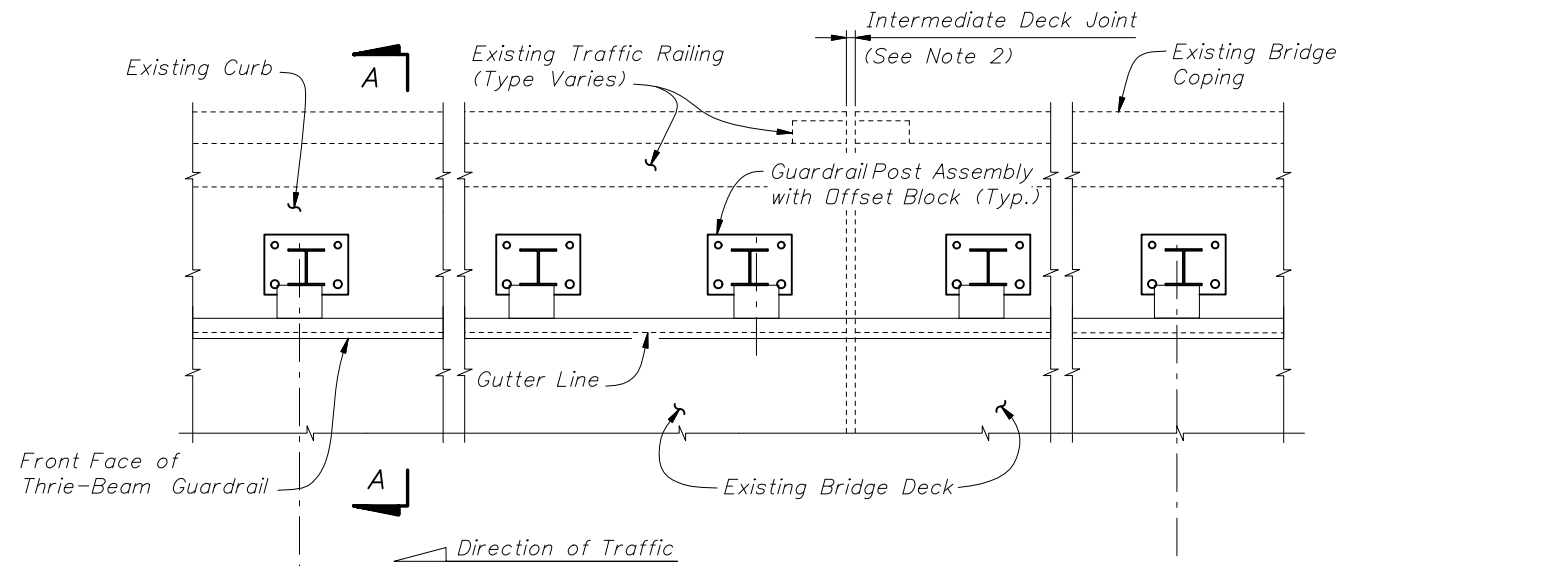 Intermediate Deck Joint
(See Note 2)
Existing Traffic Railing
(Type Varies)
Existing Bridge
Coping
Existing Curb
A
Guardrail Post Assembly
with Offset Block (Typ.)
Gutter Line
Front Face of
Thrie-Beam Guardrail
A
Existing Bridge Deck
Direction of Traffic